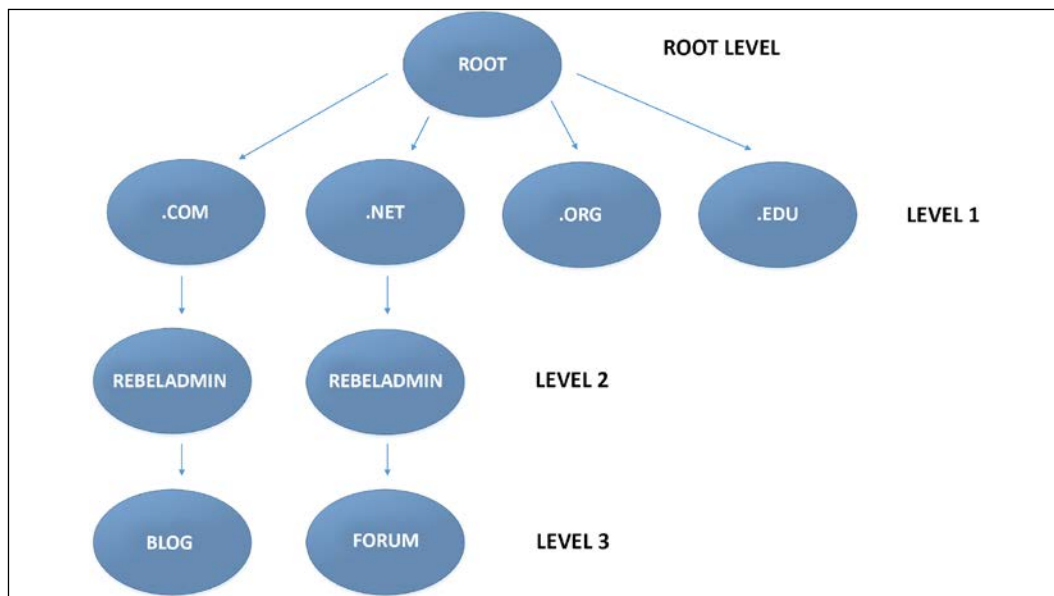 ROOT
ROOT LEVEL
.COM
.NET
.ORG
.EDU
LEVEL 1
REBELADMIN
REBELADMIN
LEVEL 2
BLOG
FORUM
LEVEL 3